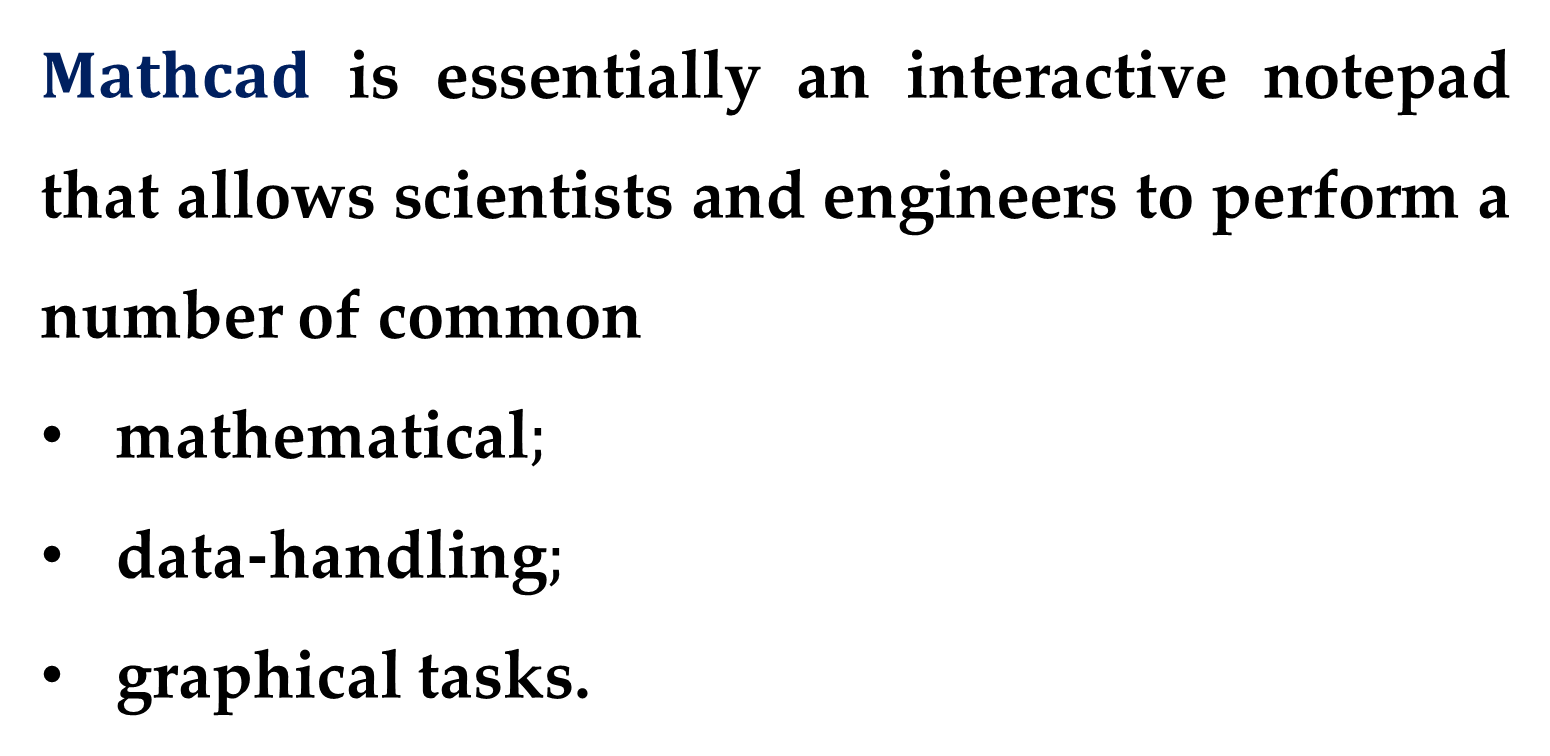 Mathcad is essentially an interactive notepad
that allows scientists and engineers to perform a
number of common
• mathematical;
• data-handling;
• graphical tasks.